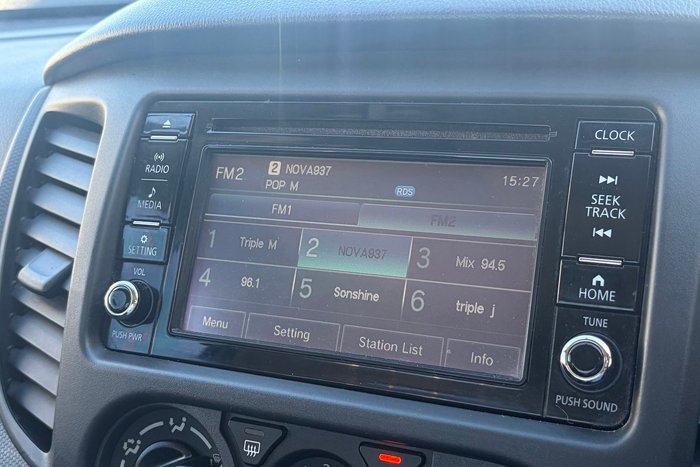 RADIO
MEDIA
SETTING
VOL
PUSH PWR
FM2 2 NOVA937 15:27
POP M RDS
FM1 FM2
1 Triple M 2 NOVA937 3 Mix 94.5
4 96.1 5 Sonshine 6 triple j
Menu Setting Station List Info
CLOCK
SEEK
TRACK
HOME
TUNE
PUSH SOUND